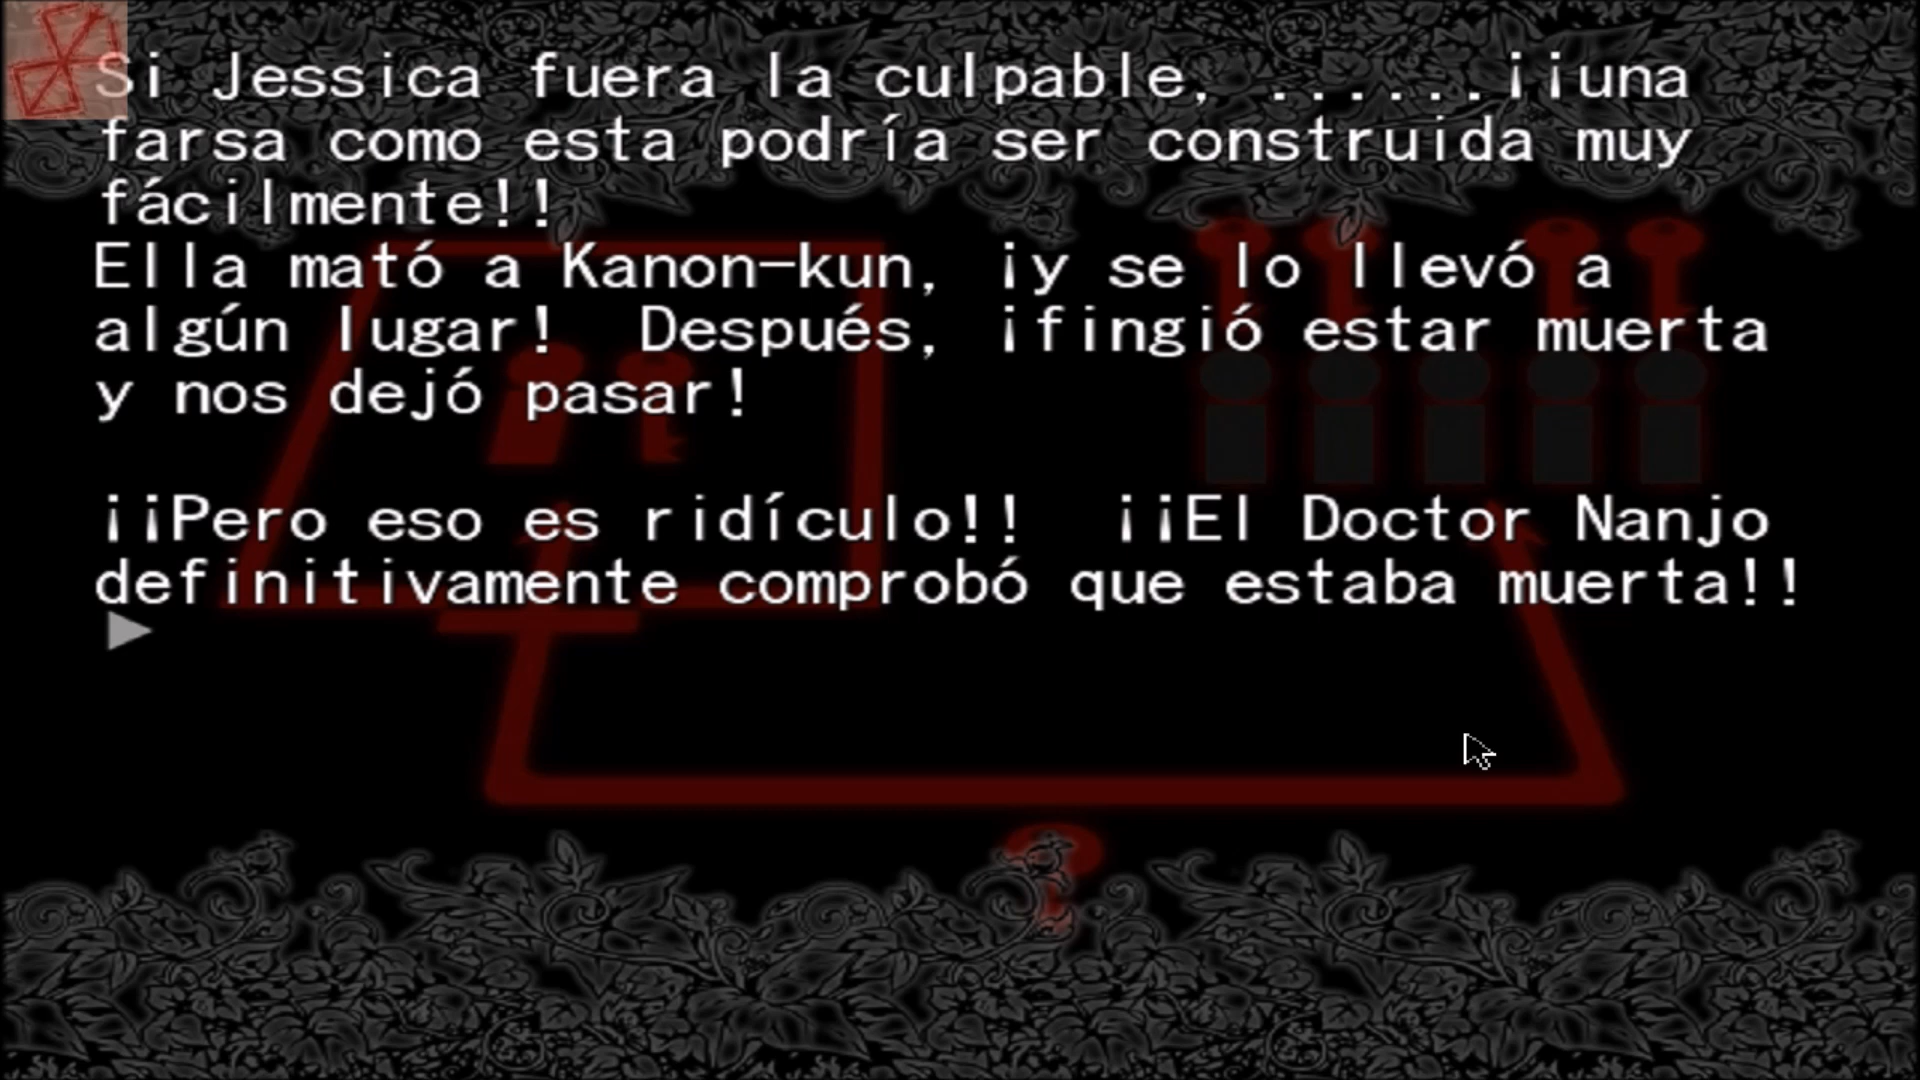 Si Jessica fuera la culpable, ......¡¡una
farsa como esta podría ser construida muy
fácilmente!!
Ella mató a Kanon-kun, ¡y se lo llevó a
algún lugar! Después, ¡fingió estar muerta
y nos dejó pasar!
¡¡Pero eso es ridículo!! ¡¡El Doctor Nanjo
definitivamente comprobó que estaba muerta!!